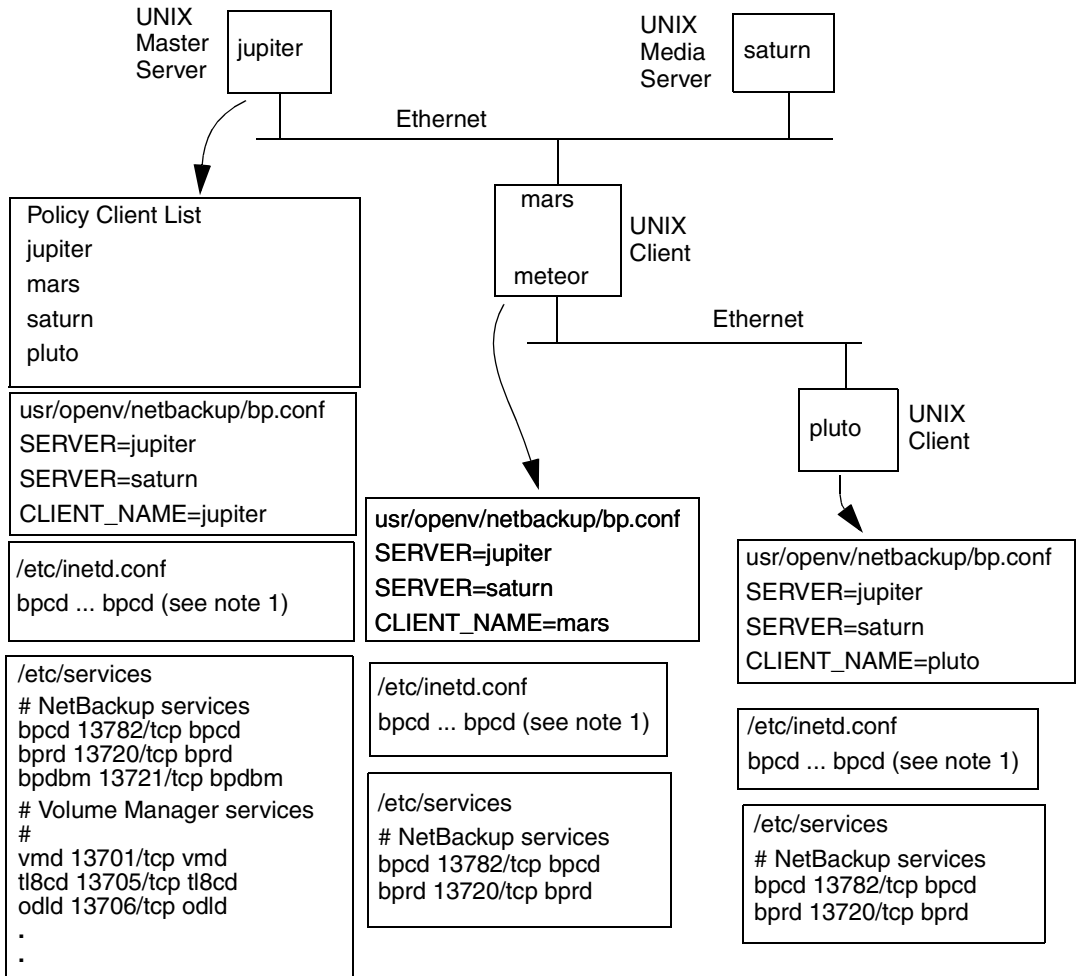 UNIX
Master
Server
jupiter
UNIX
Media
Server
saturn
Ethernet
mars
meteor
UNIX
Client
Ethernet
pluto
UNIX
Client
Policy Client List
jupiter
mars
saturn
pluto
usr/openv/netbackup/bp.conf
SERVER=jupiter
SERVER=saturn
CLIENT_NAME=jupiter
/etc/inetd.conf
bpcd ... bpcd (see note 1)
/etc/services
# NetBackup services
bpcd 13782/tcp bpcd
bprd 13720/tcp bprd
bpdbm 13721/tcp bpdbm
# Volume Manager services
#
vmd 13701/tcp vmd
tl8cd 13705/tcp tl8cd
odld 13706/tcp odld
.
.
usr/openv/netbackup/bp.conf
SERVER=jupiter
SERVER=saturn
CLIENT_NAME=mars
/etc/inetd.conf
bpcd ... bpcd (see note 1)
/etc/services
# NetBackup services
bpcd 13782/tcp bpcd
bprd 13720/tcp bprd
usr/openv/netbackup/bp.conf
SERVER=jupiter
SERVER=saturn
CLIENT_NAME=pluto
/etc/inetd.conf
bpcd ... bpcd (see note 1)
/etc/services
# NetBackup services
bpcd 13782/tcp bpcd
bprd 13720/tcp bprd